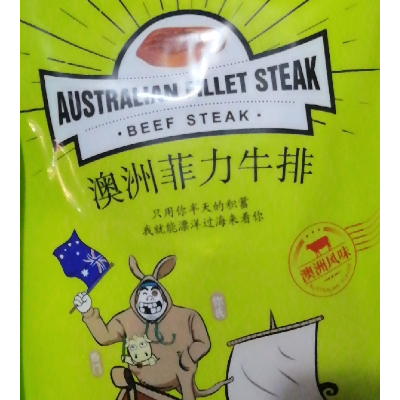 AUSTRALIAN FILLET STEAK
· BEEF STEAK ·
澳洲菲力牛排
只用你半天的积蓄
我就能漂洋过海来看你
澳洲风味